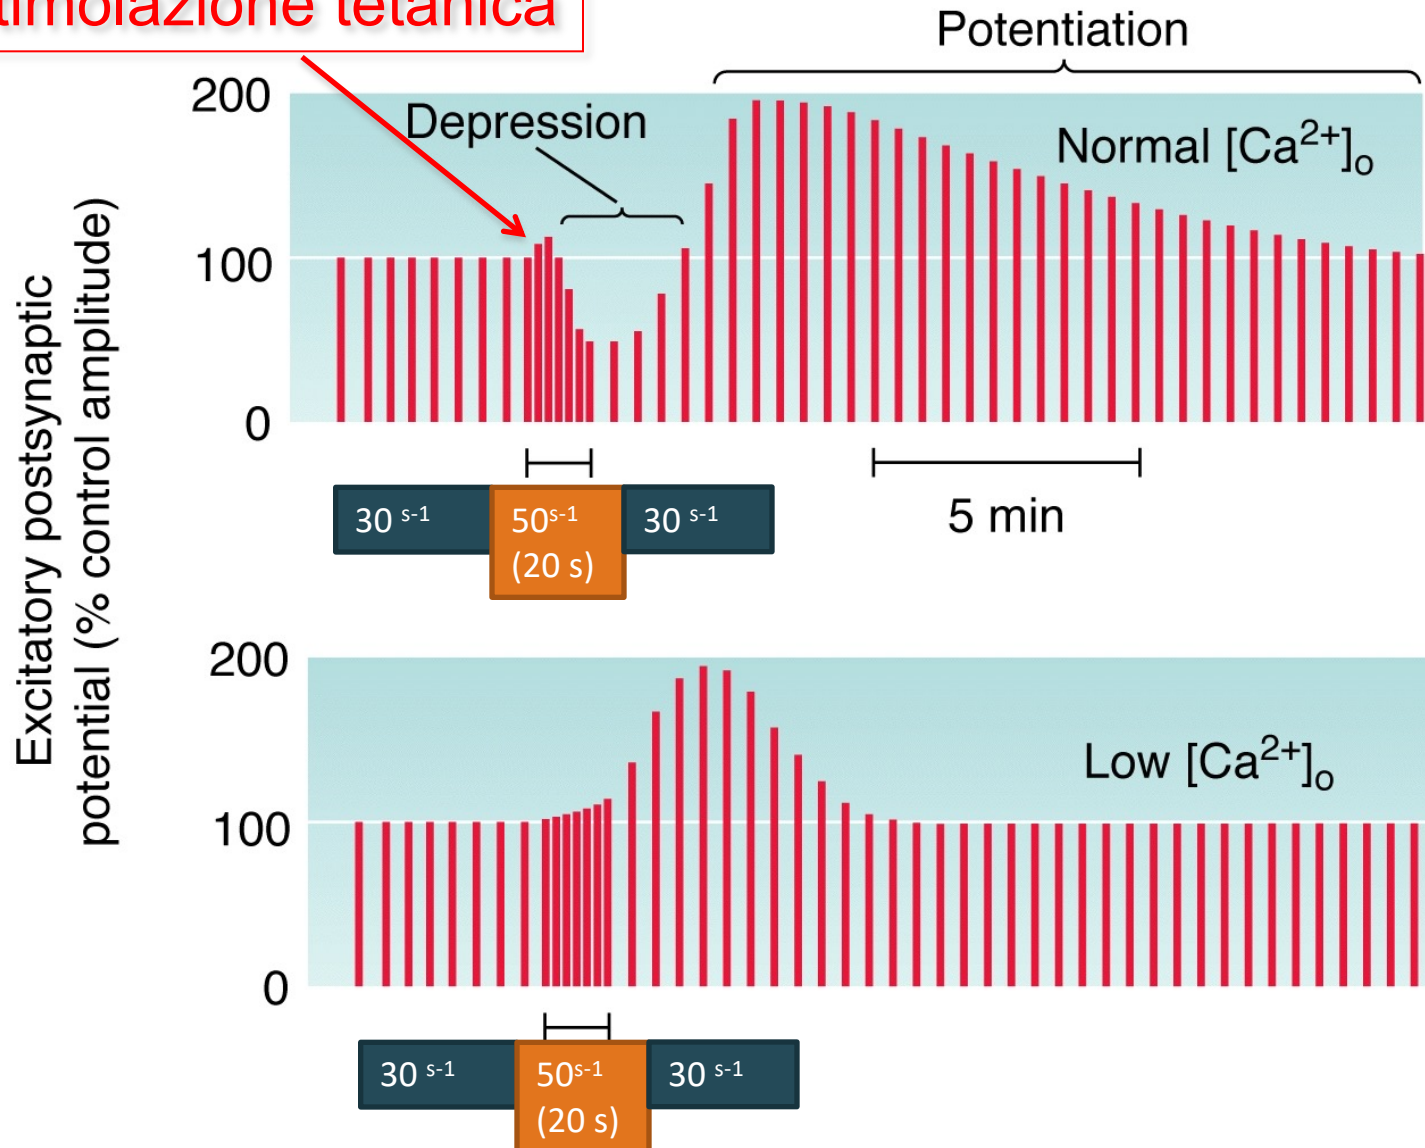 timolazione tetanica
Potentiation
200
Depression
Normal [Ca²⁺]ₒ
100
0
Excitatory postsynaptic
potential (% control amplitude)
30 s-1
50s-1
(20 s)
30 s-1
5 min
200
Low [Ca²⁺]ₒ
100
0
30 s-1
50s-1
(20 s)
30 s-1